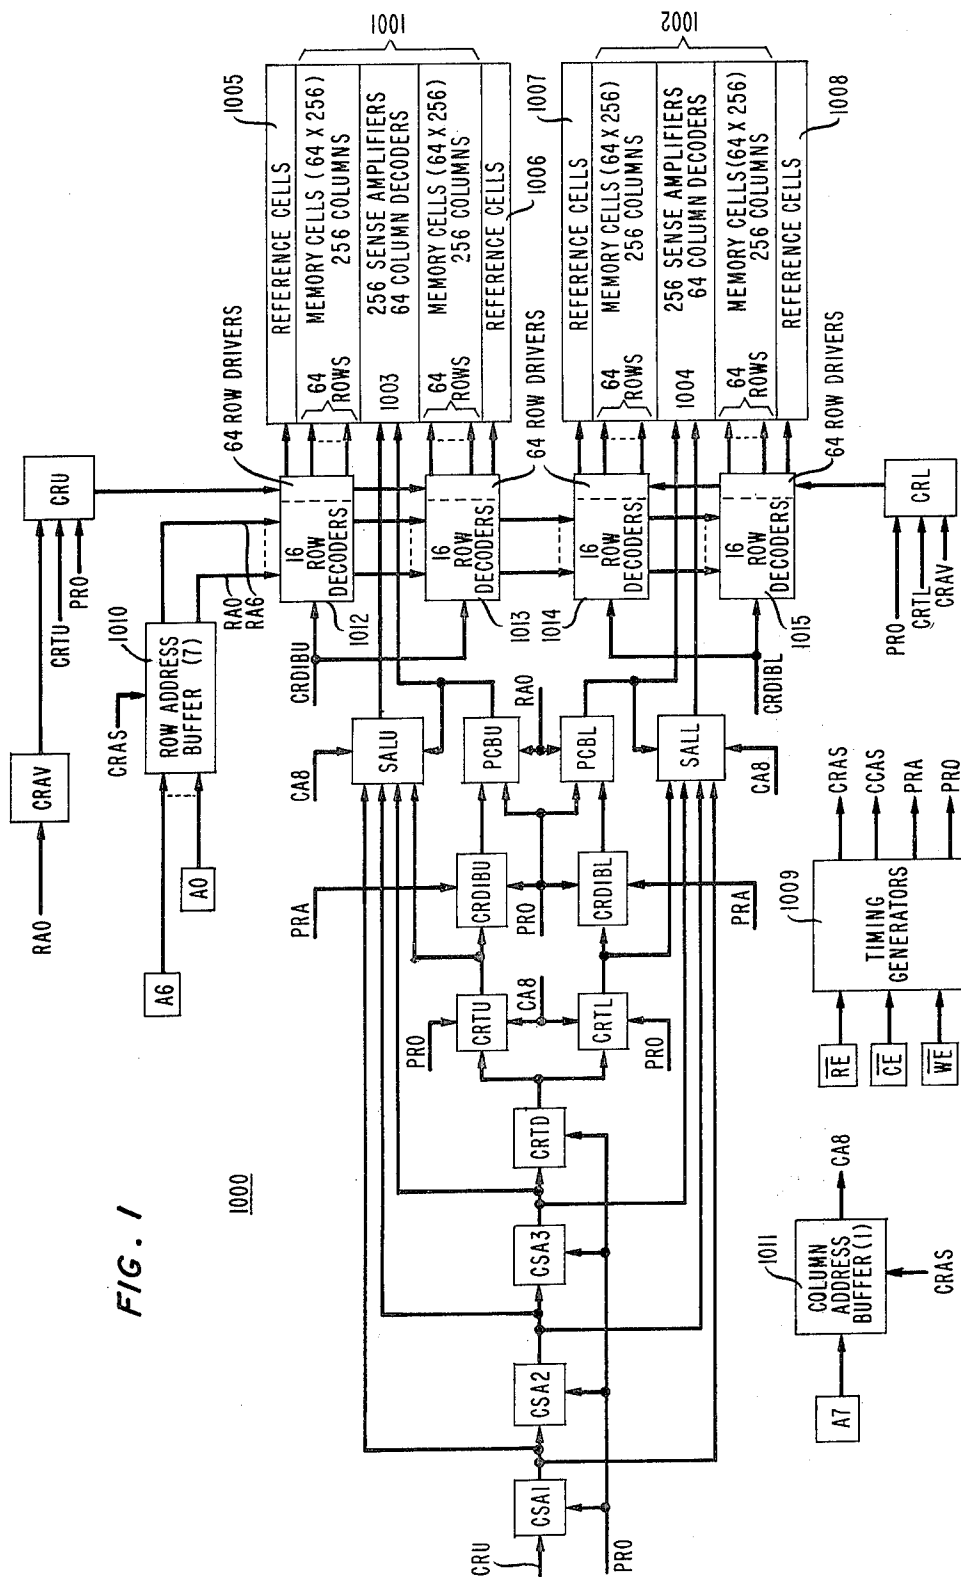 FIG. 1
1000
RA0
CRAV
CRTU
PRO
CRU
A6
A0
CRAS
1010
ROW ADDRESS
BUFFER (7)
RA0
RA6
CRDIBU
1012
16
ROW
DECODERS
64 ROW DRIVERS
1013
16
ROW
DECODERS
64 ROW DRIVERS
1014
16
ROW
DECODERS
CRDIBL
1015
16
ROW
DECODERS
64 ROW DRIVERS
PRO
CRTL
CRAV
CRL
1005
1001
REFERENCE CELLS
64
ROWS
MEMORY CELLS (64 X 256)
256 COLUMNS
1003
256 SENSE AMPLIFIERS
64 COLUMN DECODERS
64
ROWS
MEMORY CELLS (64 X 256)
256 COLUMNS
REFERENCE CELLS
1006
1007
1002
REFERENCE CELLS
64
ROWS
MEMORY CELLS (64 X 256)
256 COLUMNS
1004
256 SENSE AMPLIFIERS
64 COLUMN DECODERS
64
ROWS
MEMORY CELLS (64 X 256)
256 COLUMNS
REFERENCE CELLS
1008
CRU
CSA1
CSA2
CSA3
CRTD
PRO
PRO
CRTU
CA8
CRTL
PRO
PRA
CRDIBU
PRO
CRDIBL
PRA
CA8
SALU
PCBU
RA0
PCBL
SALL
CA8
A7
1011
COLUMN
ADDRESS
BUFFER (1)
CA8
CRAS
RE
CE
WE
1009
TIMING
GENERATORS
CRAS
CCAS
PRA
PRO